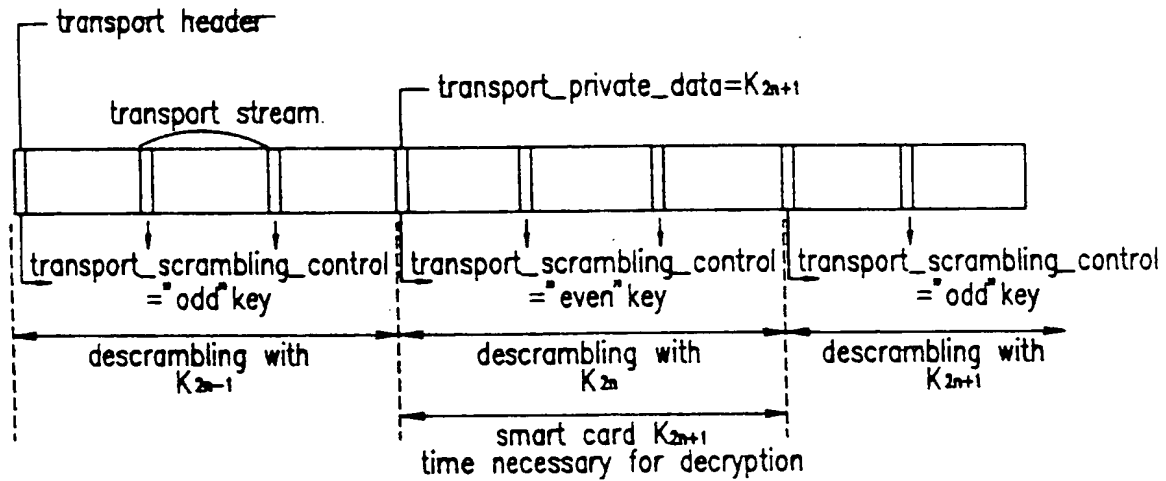 transport header
transport_private_data=K2n+1
transport stream.
transport_scrambling_control
="odd" key
transport_scrambling_control
="even" key
transport_scrambling_control
="odd" key
descrambling with
K2n-1
descrambling with
K2n
descrambling with
K2n+1
smart card K2n+1
time necessary for decryption